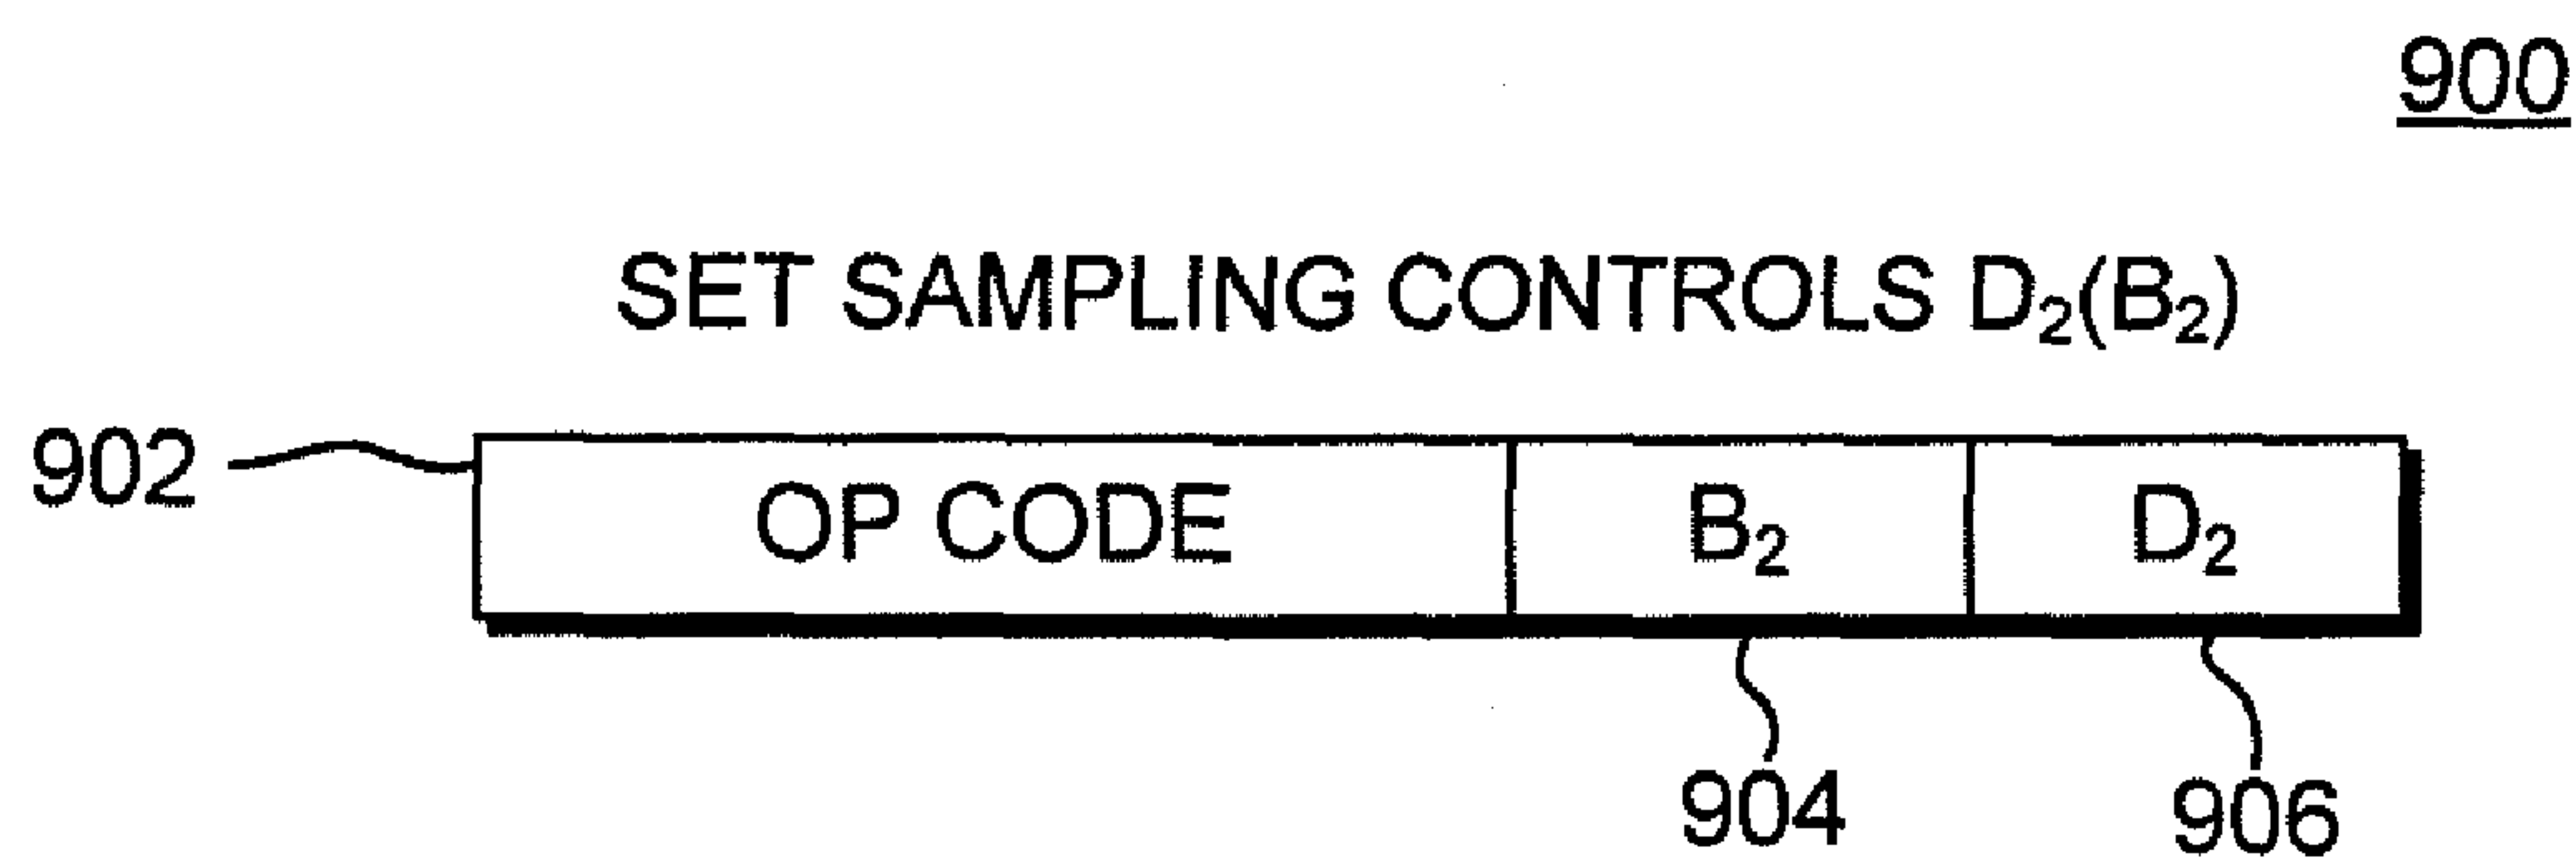 900
SET SAMPLING CONTROLS D₂(B₂)
902
OP CODE B₂ D₂
904 906